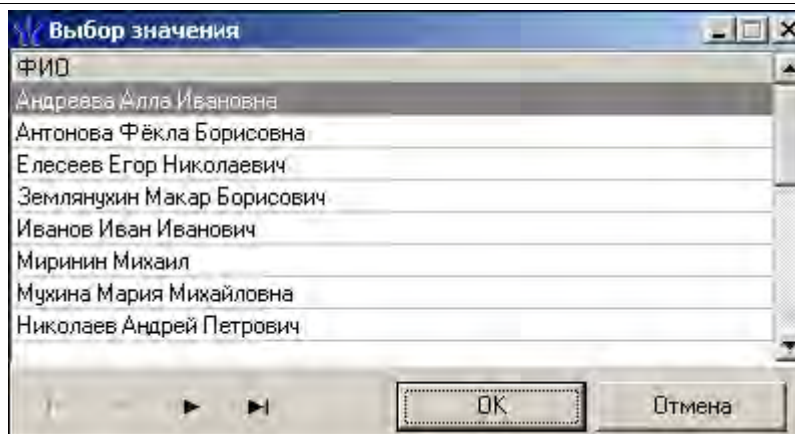 Выбор значения
ФИО
Андреева Алла Ивановна
Антонова Фёкла Борисовна
Елесеев Егор Николаевич
Землянухин Макар Борисович
Иванов Иван Иванович
Миринин Михаил
Мухина Мария Михайловна
Николаев Андрей Петрович
OK
Отмена